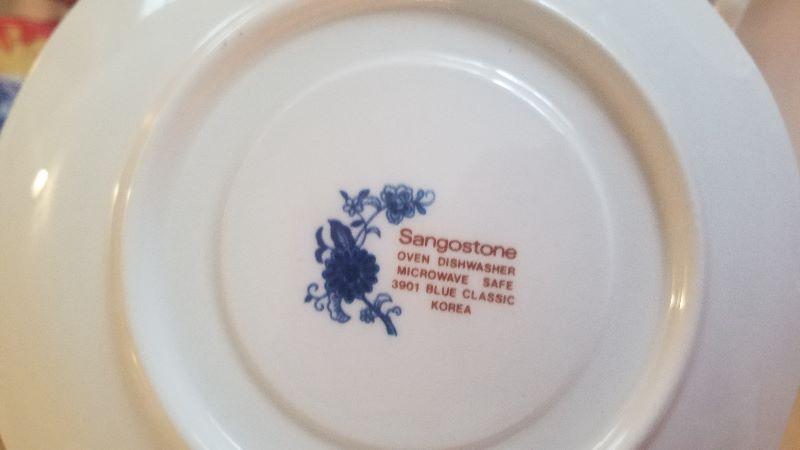 Sangostone
OVEN DISHWASHER
MICROWAVE SAFE
3901 BLUE CLASSIC
KOREA